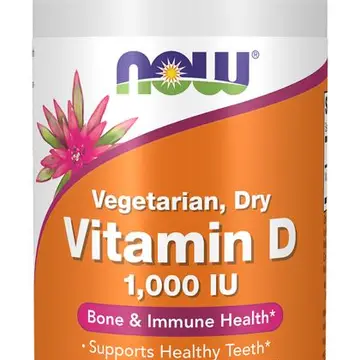 NOW
Vegetarian, Dry
Vitamin D
1,000 IU
Bone & Immune Health*
• Supports Healthy Teeth*